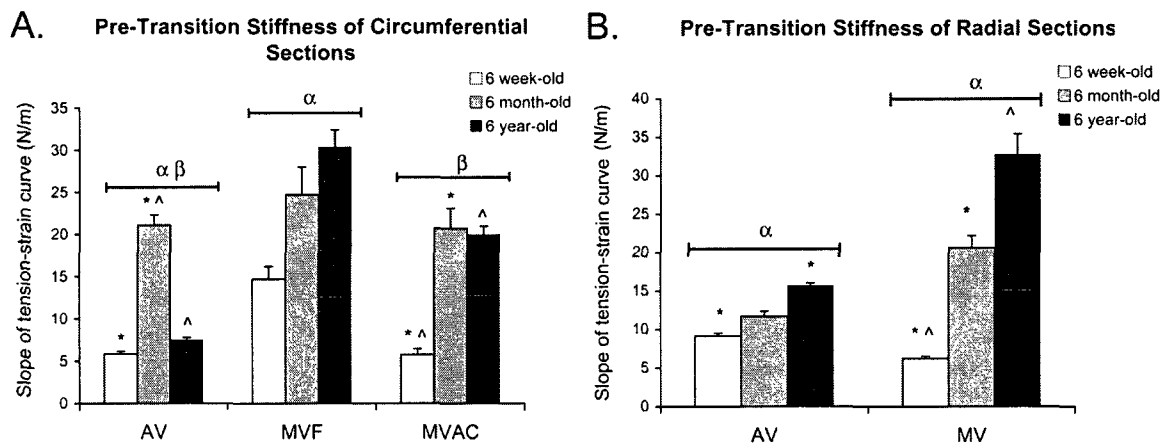 A.
Pre-Transition Stiffness of Circumferential
Sections
6 week-old
6 month-old
6 year-old
Slope of tension-strain curve (N/m)
35
30
25
20
15
10
5
0
α β
α
β
* ^
*
^
*
^
* ^
AV
MVF
MVAC
B.
Pre-Transition Stiffness of Radial Sections
6 week-old
6 month-old
6 year-old
Slope of tension-strain curve (N/m)
40
35
30
25
20
15
10
5
0
α
α
^
*
*
*
* ^
AV
MV